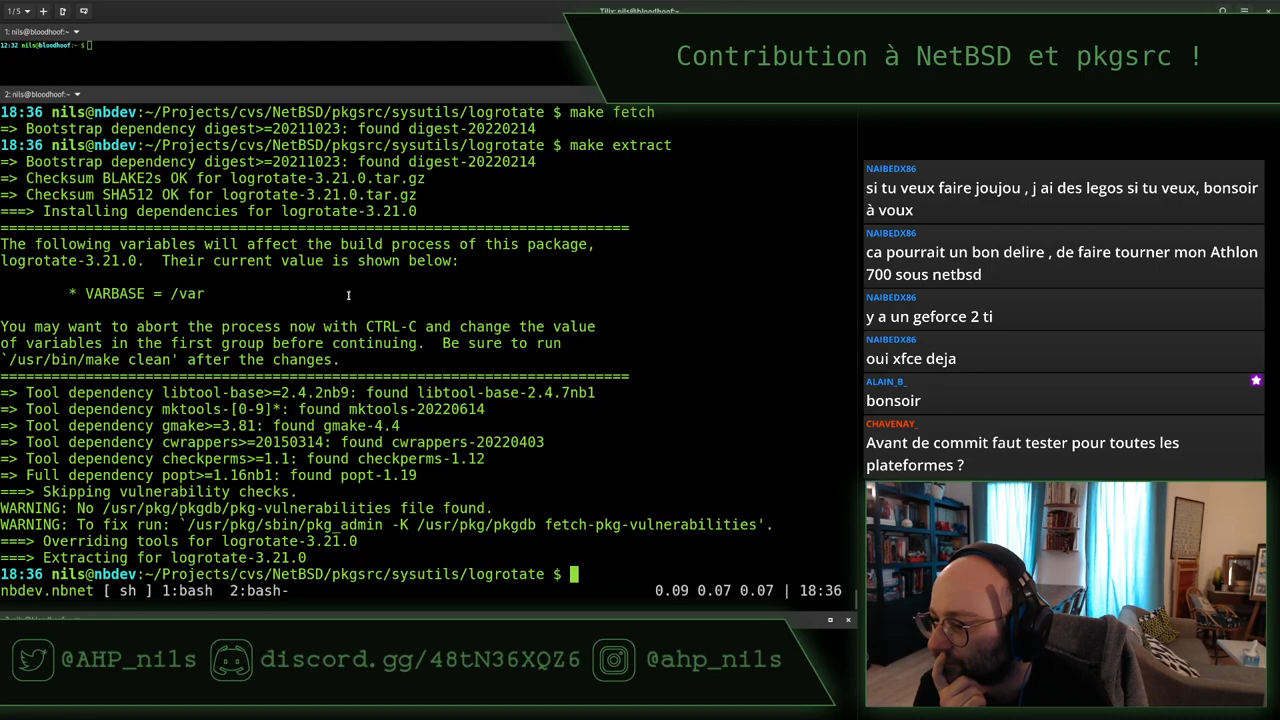 1/5
Tilix: nils@bloodhoof:~
1: nils@bloodhoof:~
12:32 nils@bloodhoof:~ $
Contribution à NetBSD et pkgsrc !
2: nils@bloodhoof:~
18:36 nils@nbdev:~/Projects/cvs/NetBSD/pkgsrc/sysutils/logrotate $ make fetch
=> Bootstrap dependency digest>=20211023: found digest-20220214
18:36 nils@nbdev:~/Projects/cvs/NetBSD/pkgsrc/sysutils/logrotate $ make extract
=> Bootstrap dependency digest>=20211023: found digest-20220214
=> Checksum BLAKE2s OK for logrotate-3.21.0.tar.gz
=> Checksum SHA512 OK for logrotate-3.21.0.tar.gz
===> Installing dependencies for logrotate-3.21.0
==========================================================================
The following variables will affect the build process of this package,
logrotate-3.21.0.  Their current value is shown below:
* VARBASE = /var
You may want to abort the process now with CTRL-C and change the value
of variables in the first group before continuing.  Be sure to run
`/usr/bin/make clean' after the changes.
==========================================================================
=> Tool dependency libtool-base>=2.4.2nb9: found libtool-base-2.4.7nb1
=> Tool dependency mktools-[0-9]*: found mktools-20220614
=> Tool dependency gmake>=3.81: found gmake-4.4
=> Tool dependency cwrappers>=20150314: found cwrappers-20220403
=> Tool dependency checkperms>=1.1: found checkperms-1.12
=> Full dependency popt>=1.16nb1: found popt-1.19
===> Skipping vulnerability checks.
WARNING: No /usr/pkg/pkgdb/pkg-vulnerabilities file found.
WARNING: To fix run: `/usr/pkg/sbin/pkg_admin -K /usr/pkg/pkgdb fetch-pkg-vulnerabilities'.
===> Overriding tools for logrotate-3.21.0
===> Extracting for logrotate-3.21.0
18:36 nils@nbdev:~/Projects/cvs/NetBSD/pkgsrc/sysutils/logrotate $
nbdev.nbnet [ sh ] 1:bash  2:bash-
0.09 0.07 0.07 | 18:36
NAIBEDX86
si tu veux faire joujou , j ai des legos si tu veux, bonsoir
à voux
NAIBEDX86
ca pourrait un bon delire , de faire tourner mon Athlon
700 sous netbsd
NAIBEDX86
y a un geforce 2 ti
NAIBEDX86
oui xfce deja
ALAIN_B_
bonsoir
CHAVENAY_
Avant de commit faut tester pour toutes les
plateformes ?
@AHP_nils
discord.gg/48tN36XQZ6
@ahp_nils